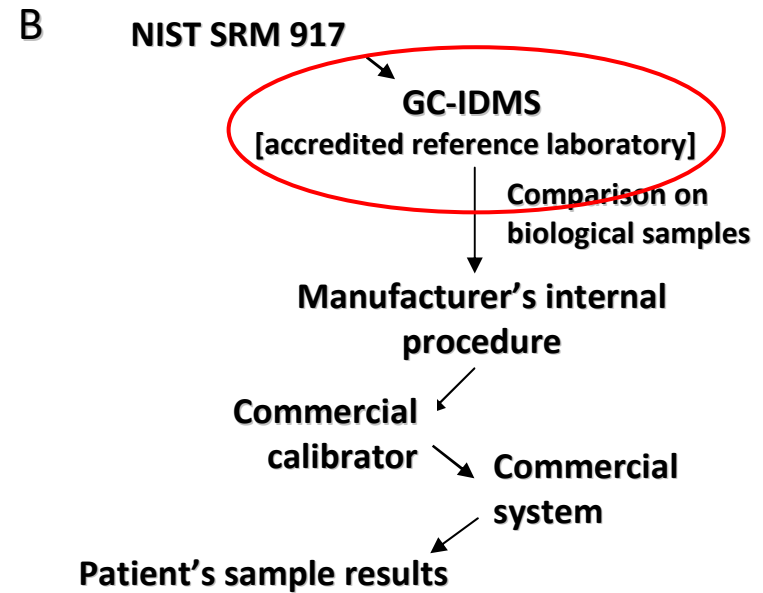 B
NIST SRM 917
GC-IDMS
[accredited reference laboratory]
Comparison on
biological samples
Manufacturer’s internal
procedure
Commercial
calibrator
Commercial
system
Patient’s sample results